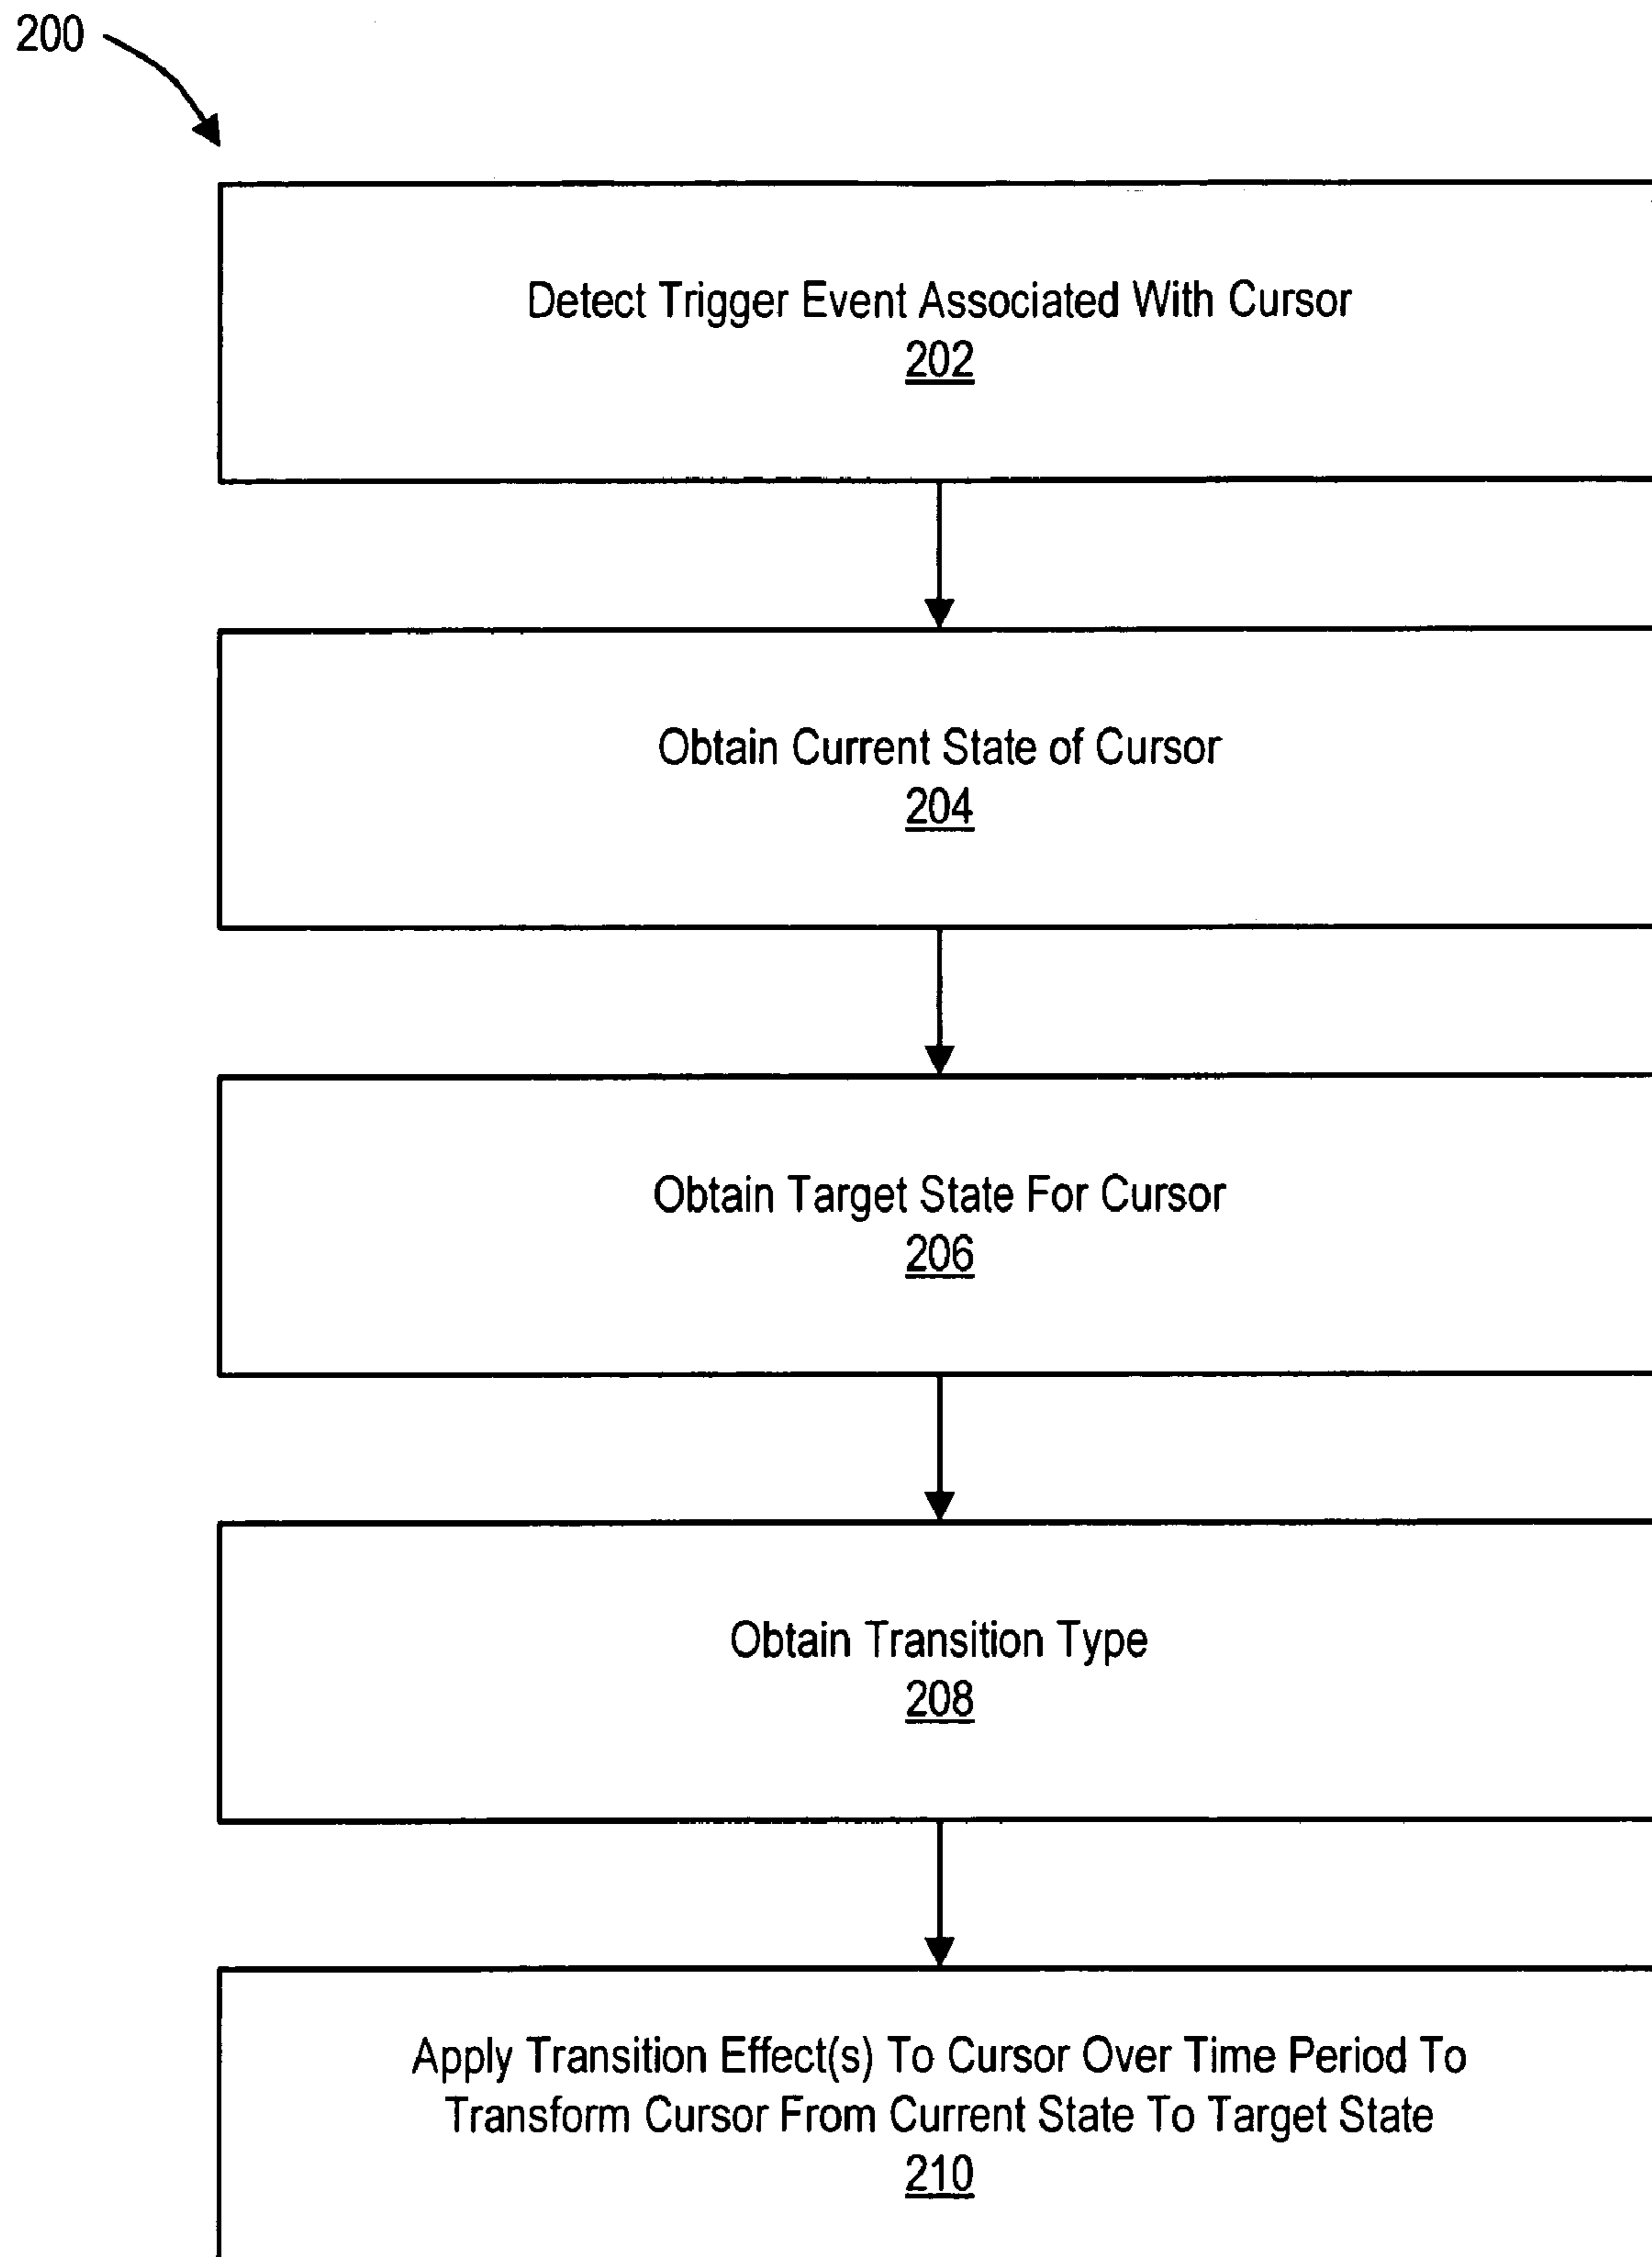 200
Detect Trigger Event Associated With Cursor
202
Obtain Current State of Cursor
204
Obtain Target State For Cursor
206
Obtain Transition Type
208
Apply Transition Effect(s) To Cursor Over Time Period To
Transform Cursor From Current State To Target State
210